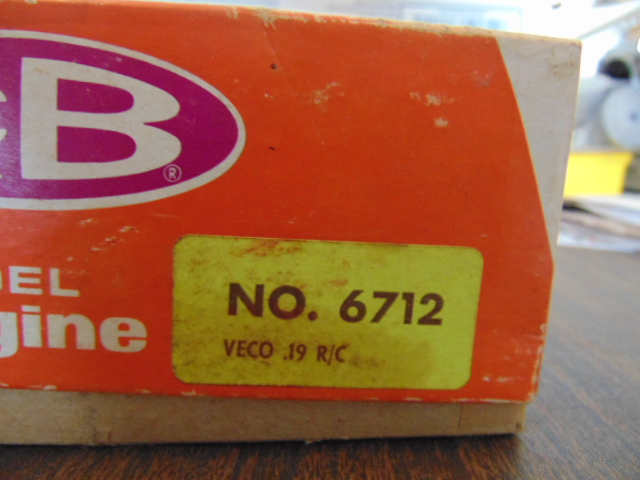 B®
DEL
gine
NO. 6712
VECO .19 R/C